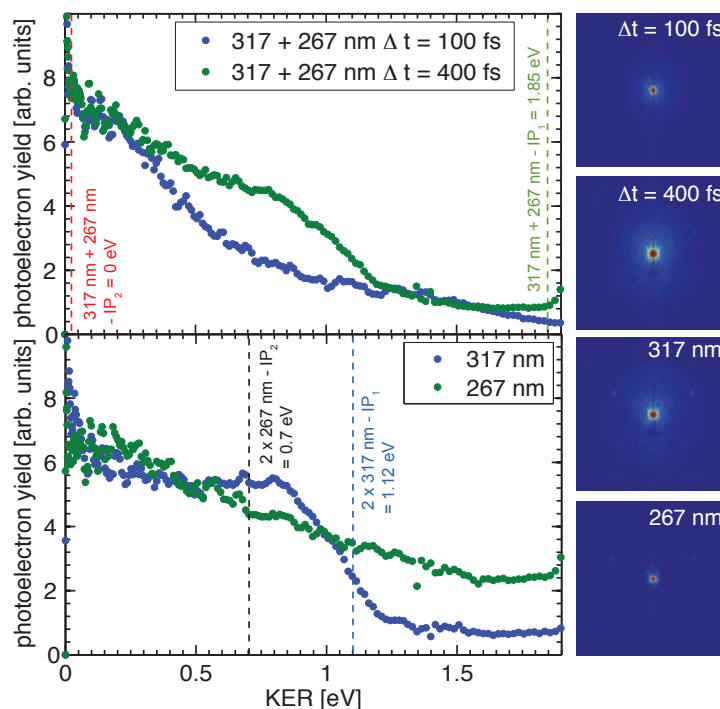 317 + 267 nm Δ t = 100 fs
317 + 267 nm Δ t = 400 fs
photoelectron yield [arb. units]
8
6
4
2
0
317 nm + 267 nm
- IP₂ = 0 eV
317 nm + 267 nm - IP₁ = 1.85 eV
Δt = 100 fs
Δt = 400 fs
317 nm
267 nm
317 nm
267 nm
photoelectron yield [arb. units]
8
6
4
2
0
2 x 267 nm - IP₂
= 0.7 eV
2 x 317 nm - IP₁
= 1.12 eV
0
0.5
1
1.5
KER [eV]